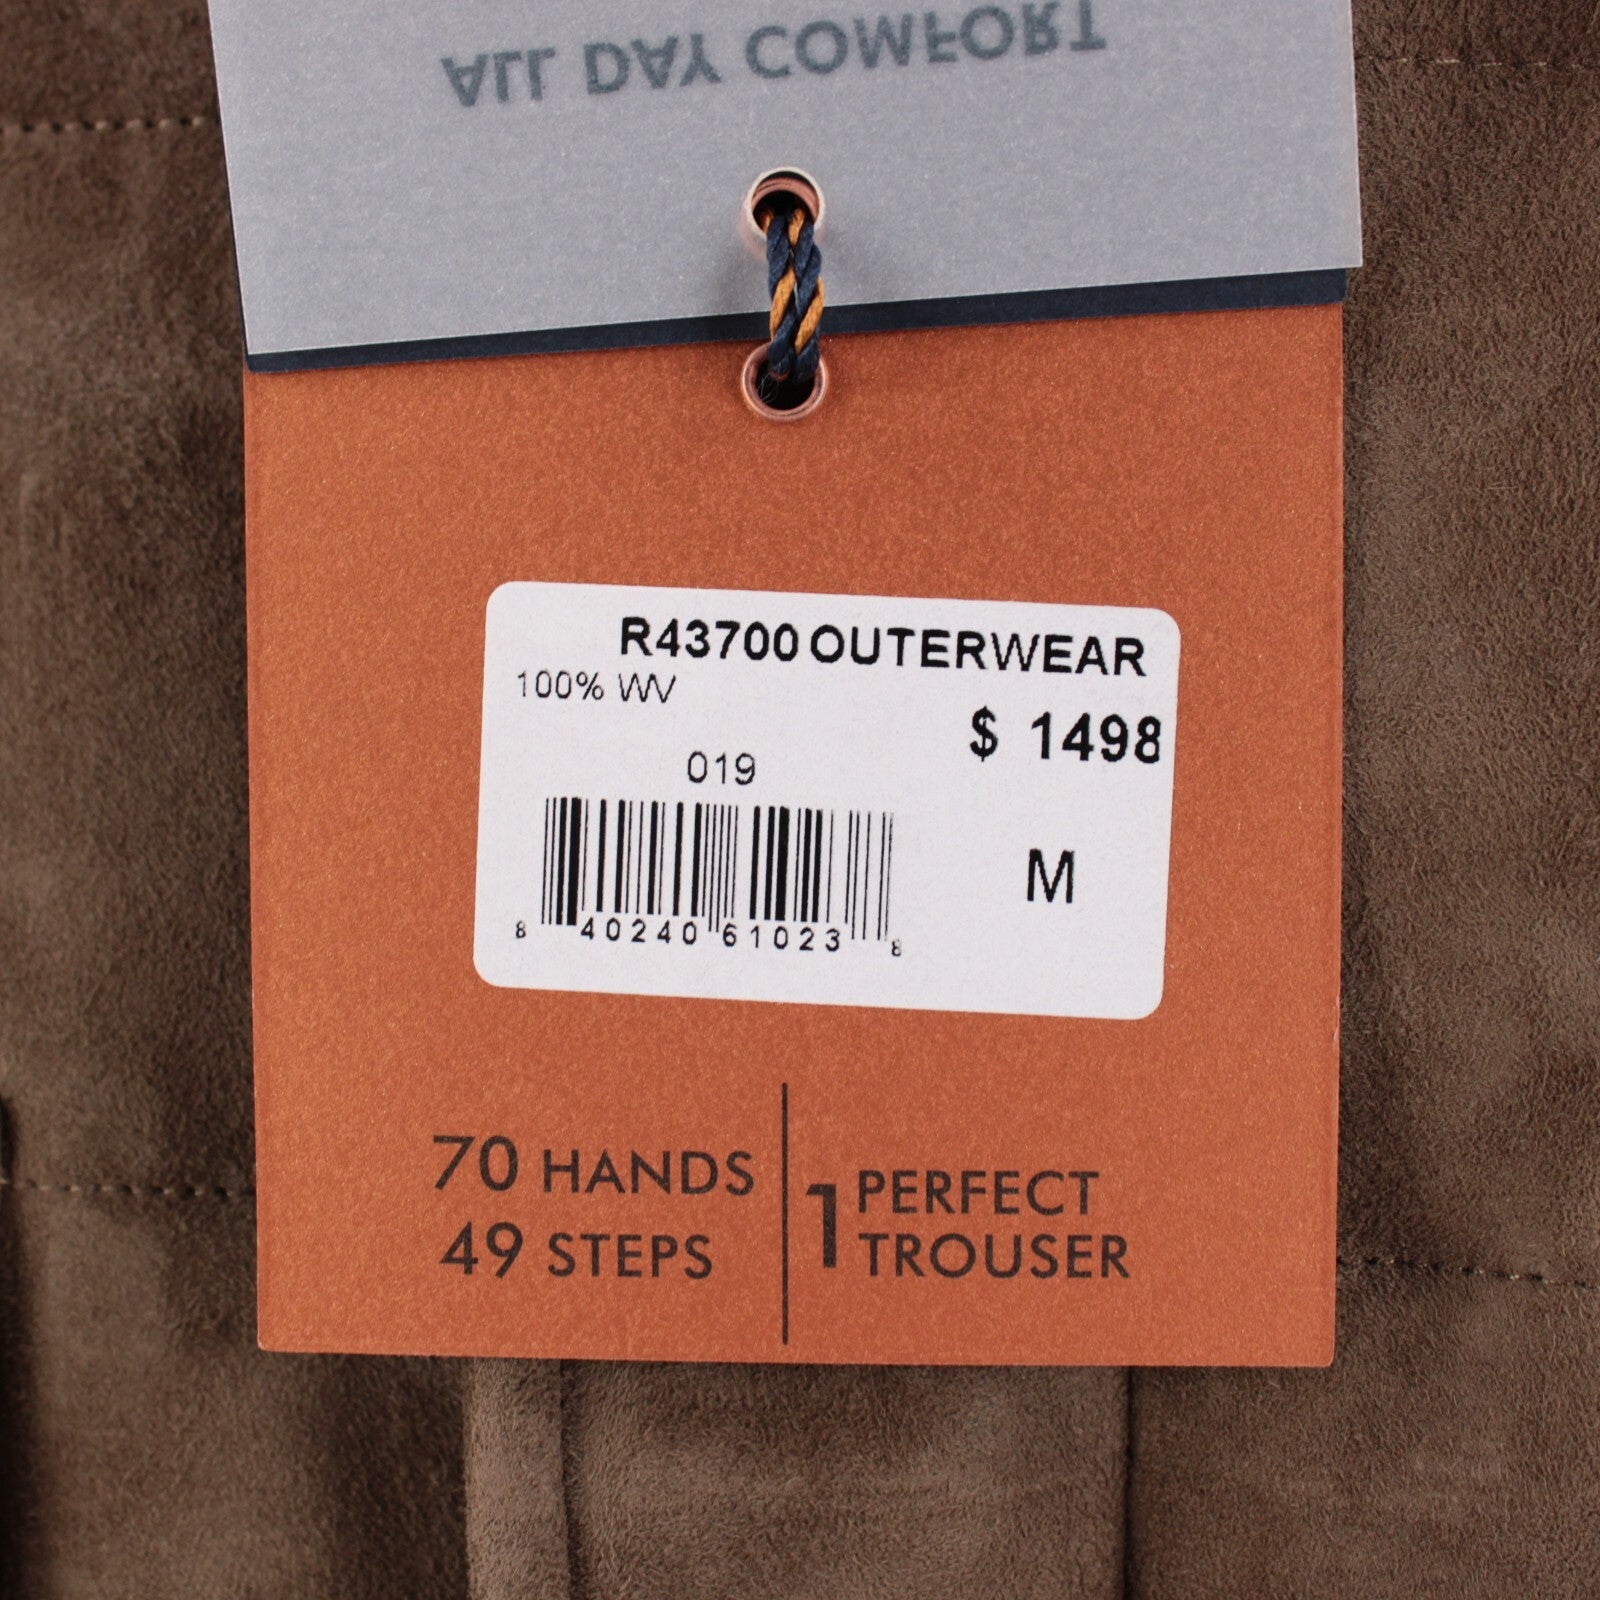 ALL DAY COMFORT
R43700 OUTERWEAR
100% WV
$ 1498
019
M
8 40240 61023 8
70 HANDS
49 STEPS
1 PERFECT
TROUSER